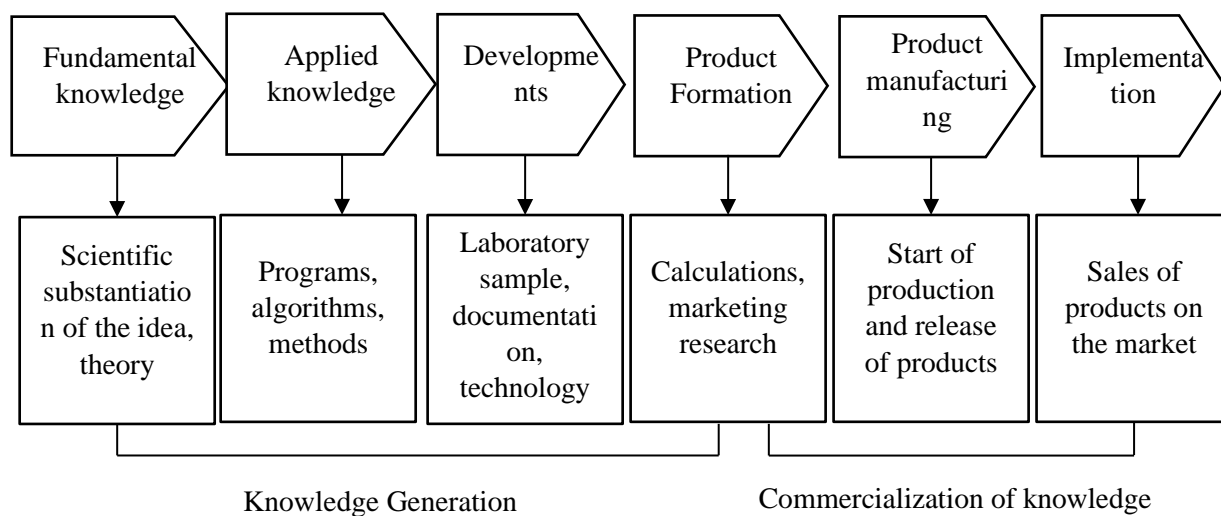 Fundamental
knowledge
Applied
knowledge
Developme
nts
Product
Formation
Product
manufacturi
ng
Implementa
tion
Scientific
substantiatio
n of the idea,
theory
Programs,
algorithms,
methods
Laboratory
sample,
documentati
on,
technology
Calculations,
marketing
research
Start of
production
and release
of products
Sales of
products on
the market
Knowledge Generation
Commercialization of knowledge